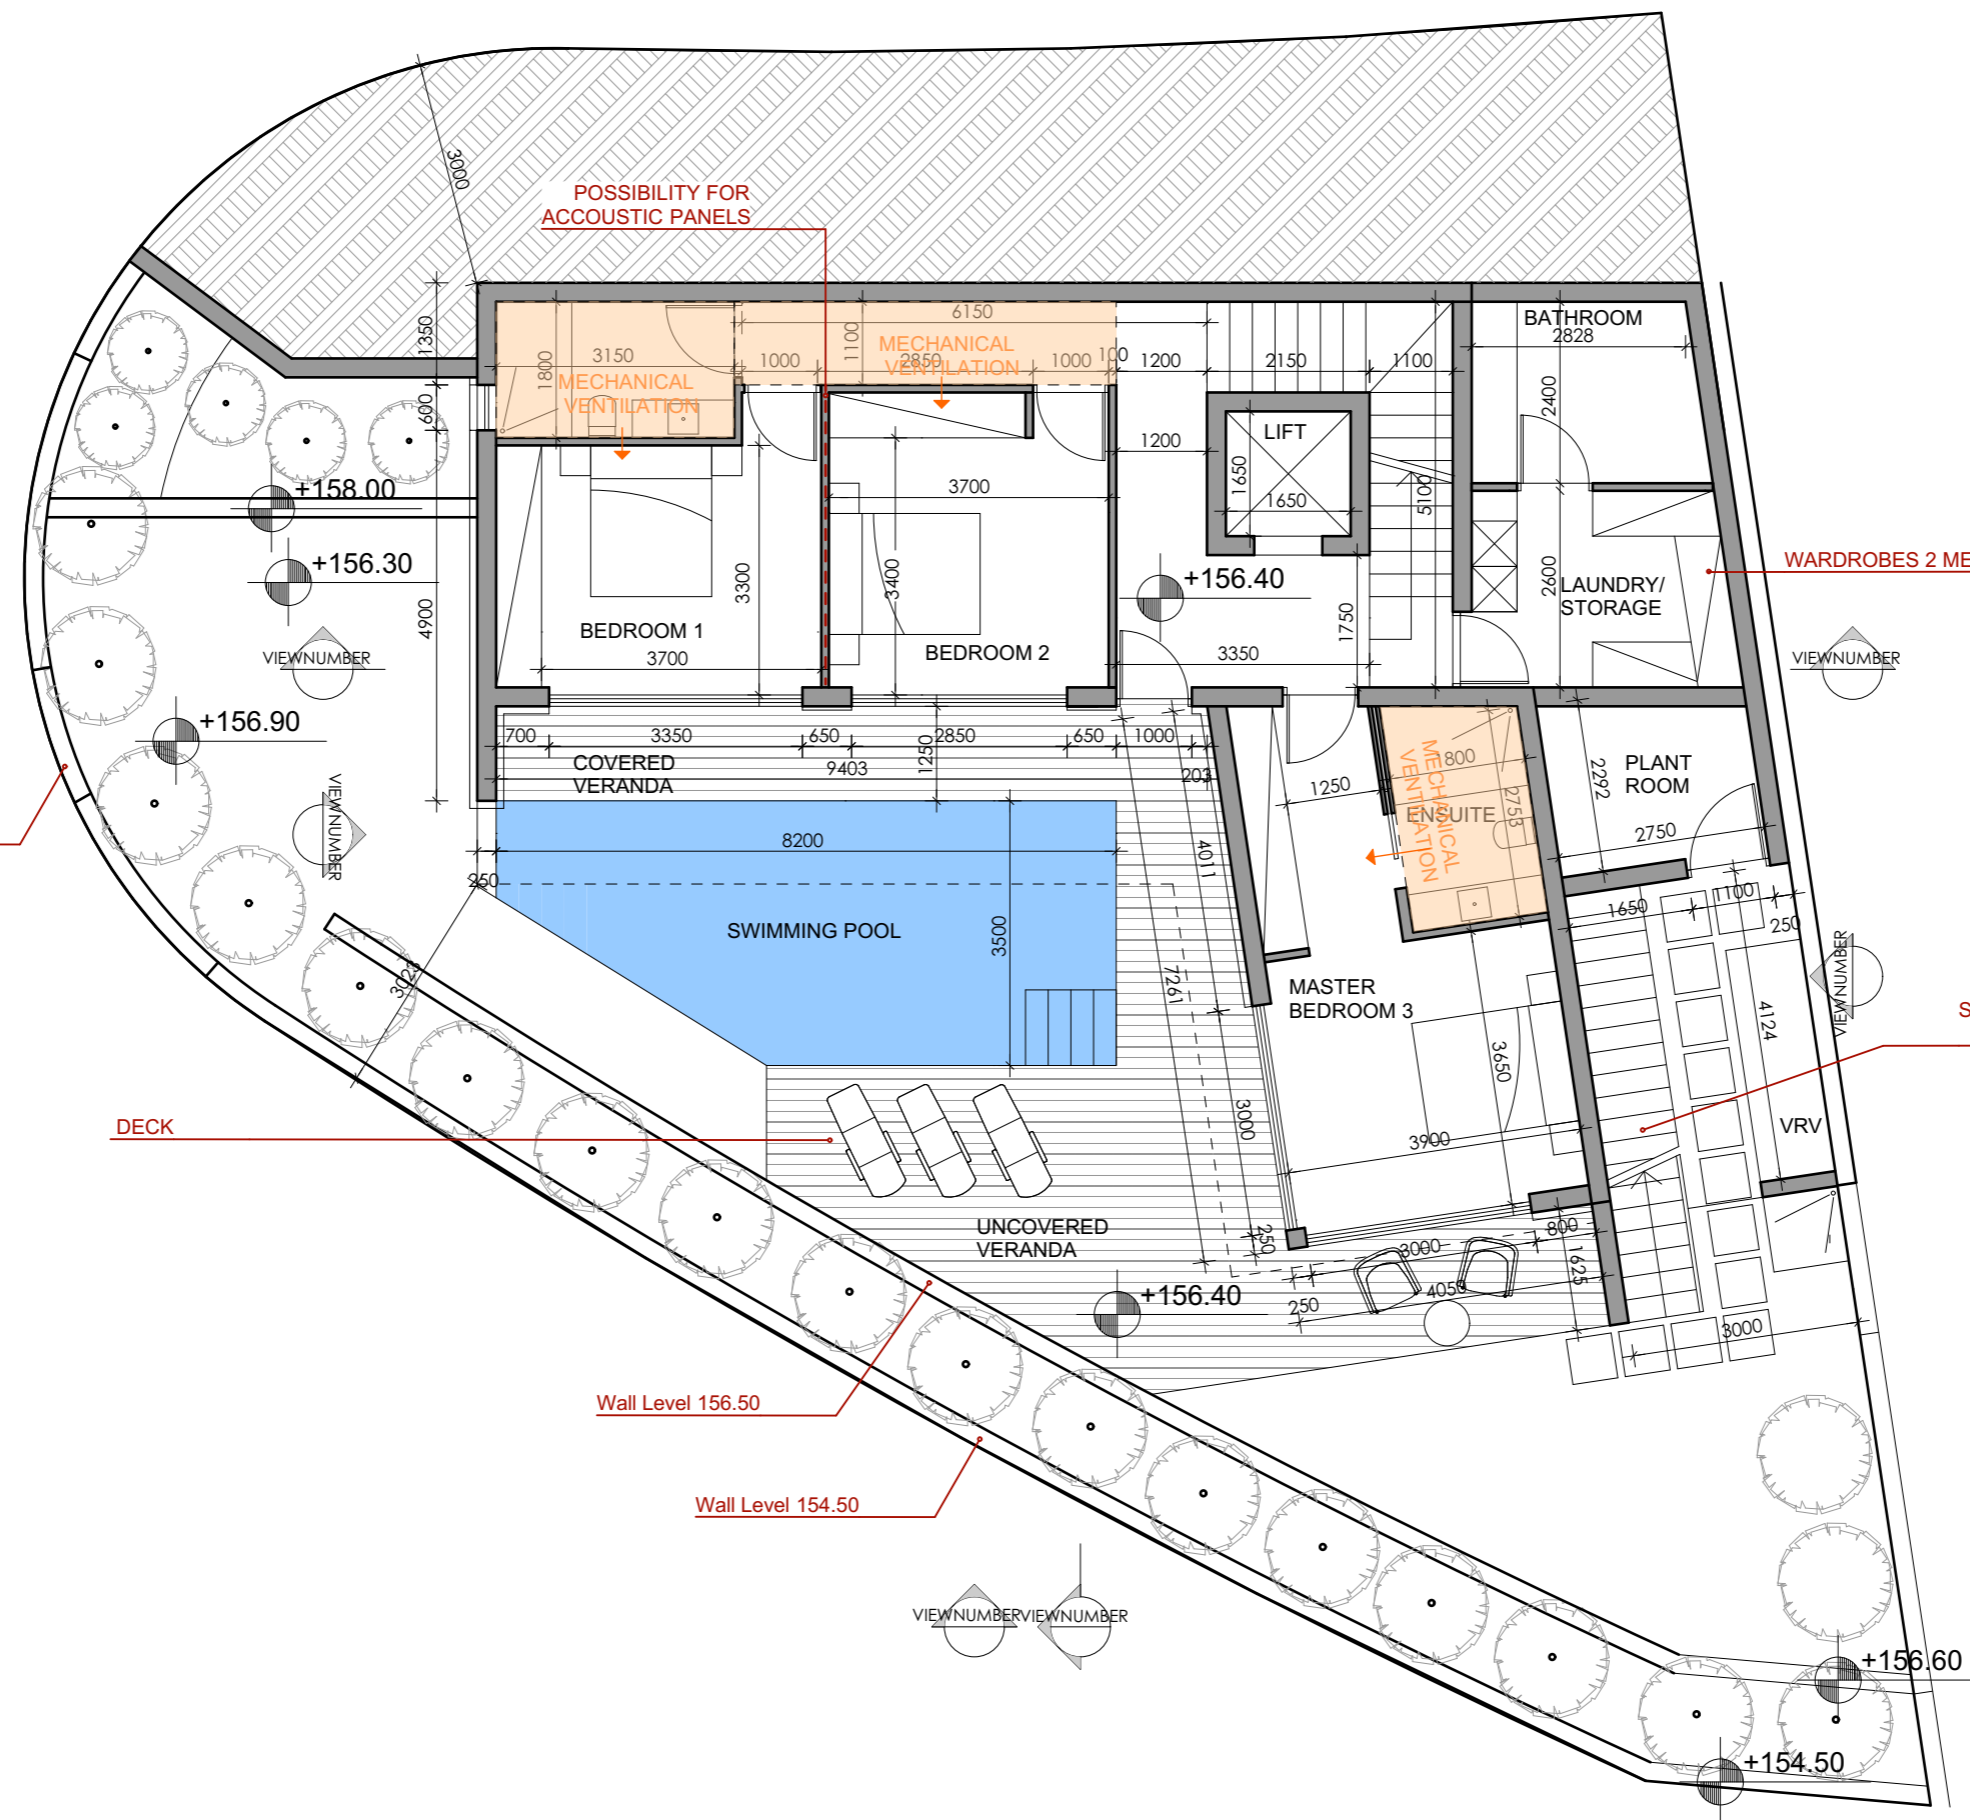 3000
POSSIBILITY FOR
ACCOUSTIC PANELS
1350
600
4900
1800
3150
MECHANICAL
VENTILATION
6150
1100
1000
2850
1000
100
MECHANICAL
VENTILATION
1200
2150
1100
BATHROOM
2828
2400
LIFT
1650
1650
1200
5100
+158.00
+156.30
3300
3700
3400
+156.40
2600
LAUNDRY/
STORAGE
WARDROBES 2 ME
BEDROOM 1
3700
BEDROOM 2
3350
1750
VIEWNUMBER
VIEWNUMBER
+156.90
700
3350
650
2850
650
1000
COVERED
VERANDA
9403
1250
203
VIEWNUMBER
1250
1800
MECHANICAL
VENTILATION
ENSUITE
2753
2292
PLANT
ROOM
2750
8200
4011
250
SWIMMING POOL
3500
7261
3023
MASTER
BEDROOM 3
1650
1100
250
VIEWNUMBER
4124
S
3650
3000
3900
VRV
DECK
UNCOVERED
VERANDA
250
3000
800
1625
+156.40
250
4050
3000
Wall Level 156.50
Wall Level 154.50
VIEWNUMBER
VIEWNUMBER
+156.60
+154.50